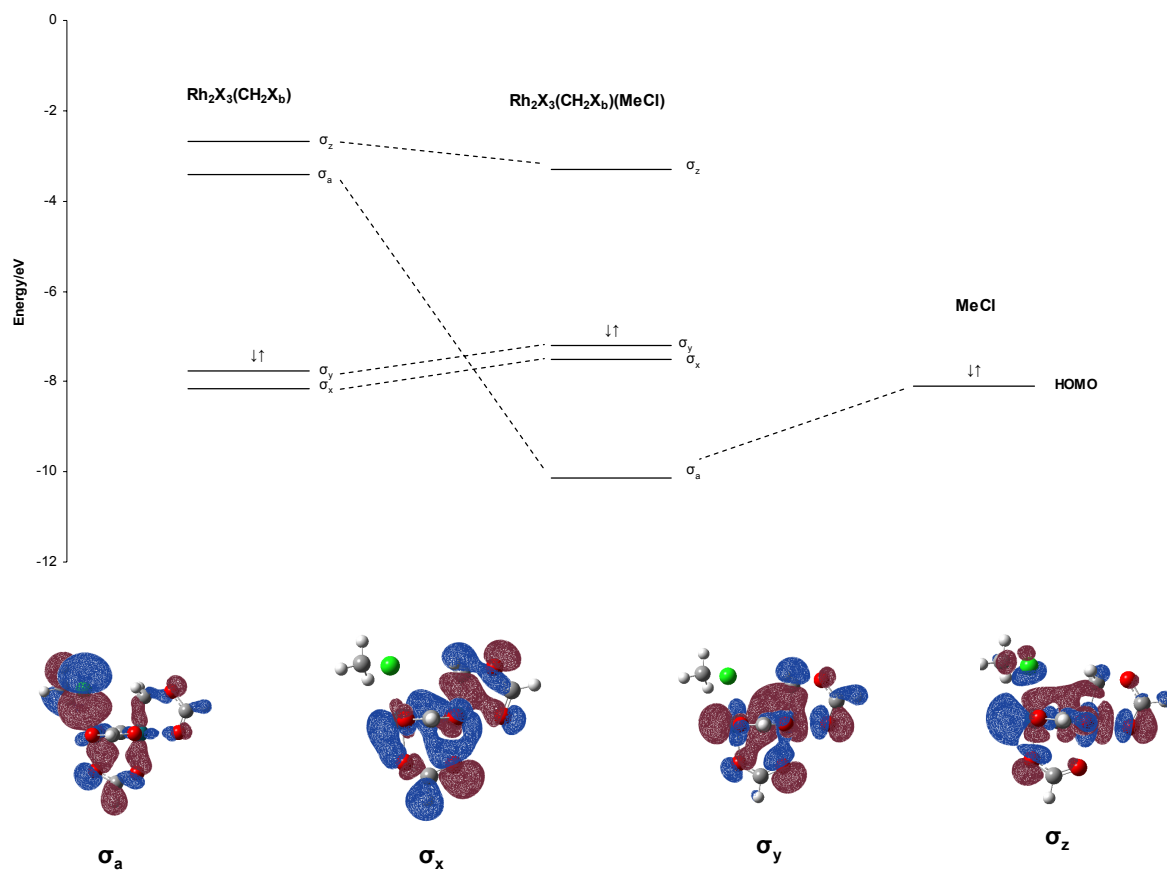 0
Rh₂X₃(CH₂Xb)
Rh₂X₃(CH₂Xb)(MeCl)
-2
σz
σz
σa
-4
Energy/eV
-6
MeCl
↓↑
↓↑
σy
σy
↓↑
σx
-8
σx
HOMO
-10
σa
-12
σa
σx
σy
σz